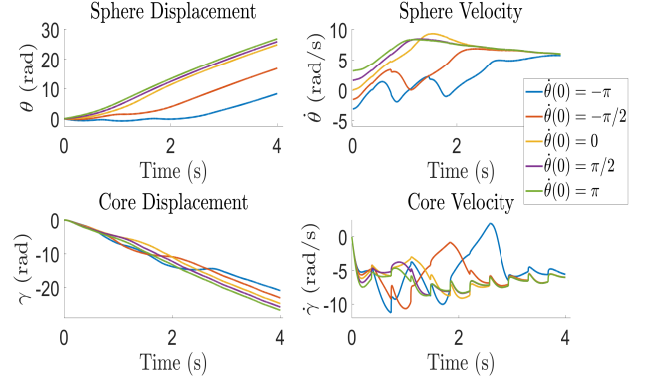 Sphere Displacement
30
20
10
0
θ (rad)
0
2
4
Time (s)
Sphere Velocity
10
5
0
-5
θ̇ (rad/s)
0
2
Time (s)
θ̇(0) = −π
θ̇(0) = −π/2
θ̇(0) = 0
θ̇(0) = π/2
θ̇(0) = π
Core Displacement
0
-10
-20
γ (rad)
0
2
4
Time (s)
Core Velocity
0
-5
-10
γ̇ (rad/s)
0
2
4
Time (s)